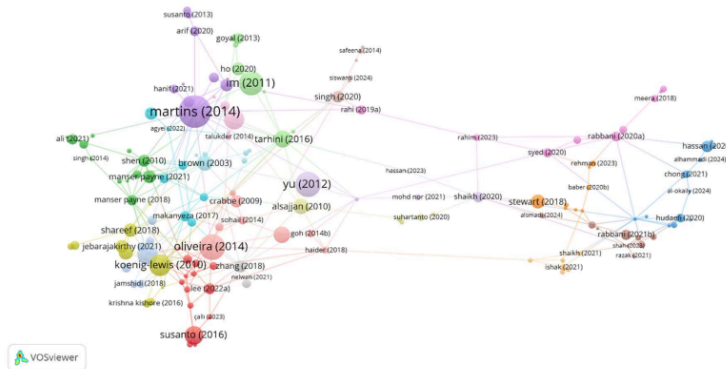 susanto (2013)
arif (2020)
goyal (2013)
safeena (2014)
ho (2020)
siswami (2024)
hanif (2021)
im (2011)
singh (2020)
meera (2018)
martins (2014)
rahi (2019a)
agyei (2022)
talukder (2014)
rahim (2023)
rabbani (2020a)
ali (2021)
tarhini (2016)
hassan (202
syed (2020)
singh (2014)
shen (2010)
brown (2003)
alhammadi (2024)
hassan (2023)
rehman (2023)
manser payne (2021)
chong (2021)
yu (2012)
baber (2020b)
manser payne (2018)
crabbe (2009)
mohd nor (2021)
shaikh (2020)
al-okaily (2024)
alsajjan (2010)
stewart (2018)
makanyeza (2017)
sohail (2014)
suhartanto (2020)
alsmadi (2024)
hudaefi (2020)
shareef (2018)
goh (2014b)
rabbani (2021b)
jebarajakirthy (2021)
oliveira (2014)
haider (2018)
shah (2021)
shaikh (2021)
razak (2021)
koenig-lewis (2010)
zhang (2018)
ishak (2021)
jamshidi (2018)
lee (2022a)
krishna kishore (2016)
çallı (2023)
susanto (2016)
VOSviewer